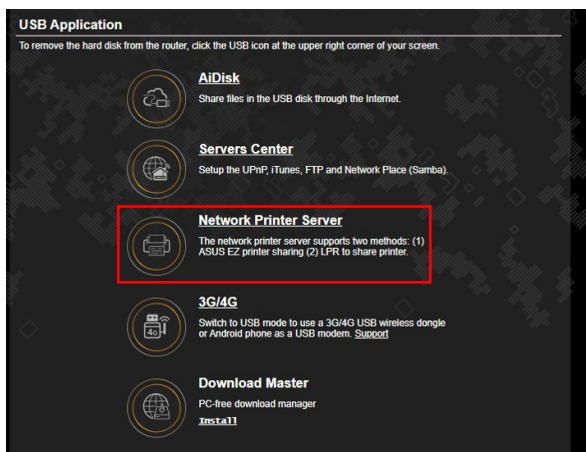 USB Application
To remove the hard disk from the router, click the USB icon at the upper right corner of your screen.
AiDisk
Share files in the USB disk through the Internet.
Servers Center
Setup the UPnP, iTunes, FTP and Network Place (Samba).
Network Printer Server
The network printer server supports two methods: (1)
ASUS EZ printer sharing (2) LPR to share printer.
3G/4G
4G
Switch to USB mode to use a 3G/4G USB wireless dongle
or Android phone as a USB modem. Support
Download Master
PC-free download manager
Install